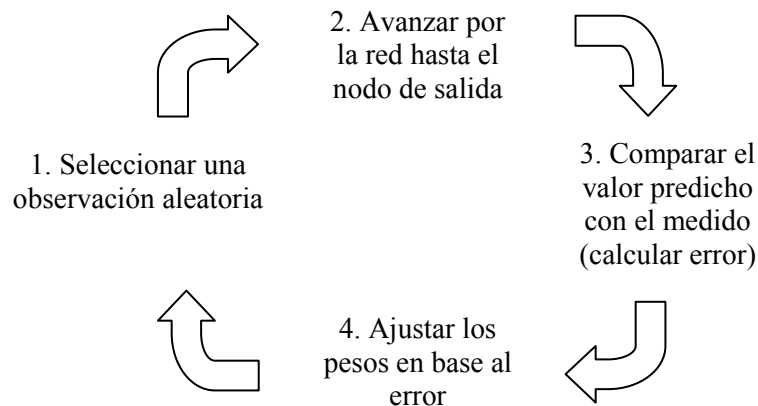 1. Seleccionar una
observación aleatoria
2. Avanzar por
la red hasta el
nodo de salida
3. Comparar el
valor predicho
con el medido
(calcular error)
4. Ajustar los
pesos en base al
error